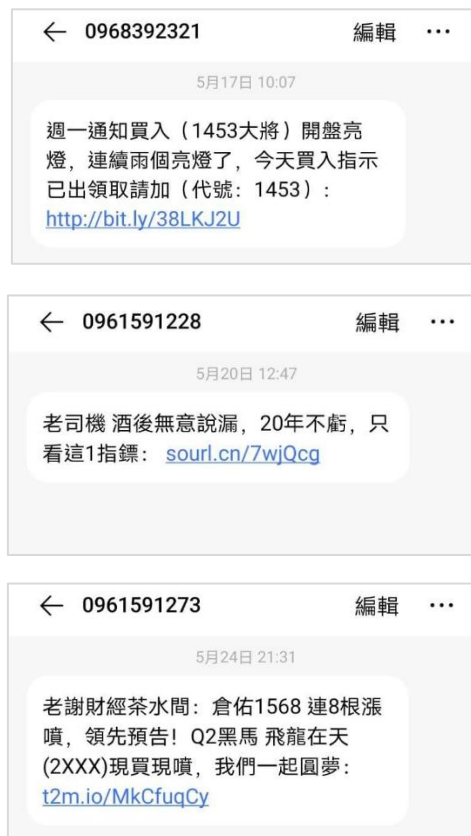 ← 0968392321 編輯 ...
5月17日 10:07
週一通知買入（1453大將）開盤亮
燈，連續雨個亮燈了，今天買入指示
已出領取請加（代號：1453）:
http://bit.ly/38LKJ2U
← 0961591228 編輯 ...
5月20日 12:47
老司機 酒後無意說漏，20年不虧，只
看這1指鏢： sourl.cn/7wjQcg
← 0961591273 編輯 ...
5月24日 21:31
老謝財經茶水間：倉佑1568 連8根漲
噴，領先預告！Q2黑馬 飛龍在天
(2XXX)現買現噴，我們一起圓夢：
t2m.io/MkCfuqCy